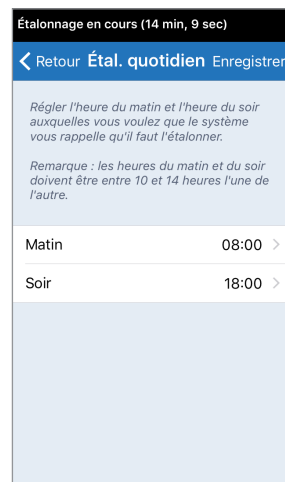 Étalonnage en cours (14 min, 9 sec)
Retour Étal. quotidien Enregistrer
Régler l'heure du matin et l'heure du soir
auxquelles vous voulez que le système
vous rappelle qu'il faut l'étalonner.
Remarque : les heures du matin et du soir
doivent être entre 10 et 14 heures l'une de
l'autre.
Matin 08:00
Soir 18:00